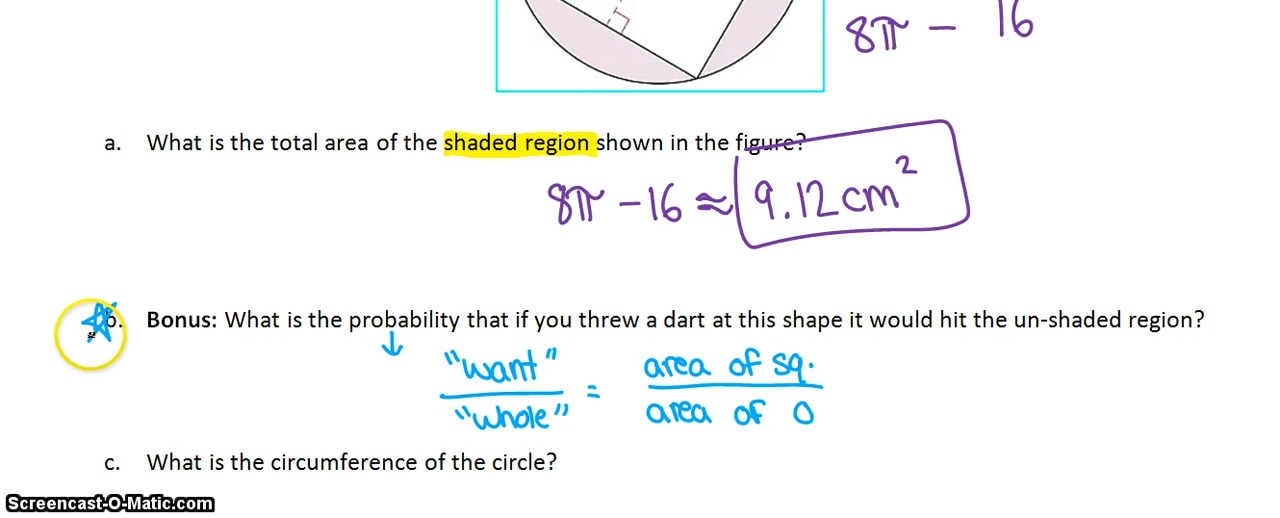 8π - 16
a. What is the total area of the shaded region shown in the figure?
8π - 16 ≈ 9.12 cm²
b. Bonus: What is the probability that if you threw a dart at this shape it would hit the un-shaded region?
"want" / "whole" = area of sq. / area of O
c. What is the circumference of the circle?
Screencast-O-Matic.com